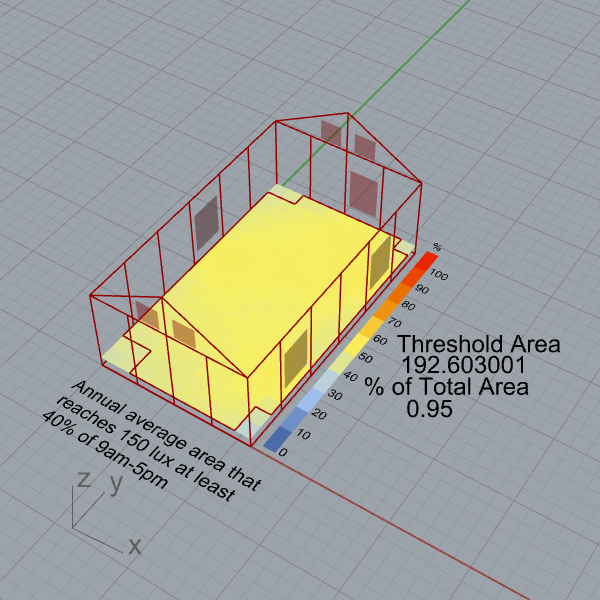 %
100
90
80
70
60
50
40
30
20
10
0
Threshold Area
192.603001
% of Total Area
0.95
Annual average area that
reaches 150 lux at least
40% of 9am-5pm
z
y
x